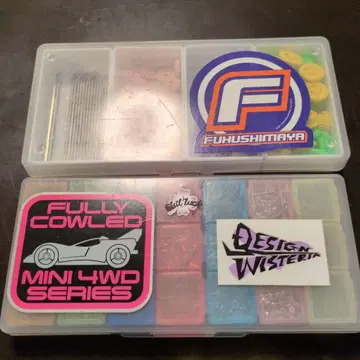 F
FUKUSHIMAYA
FULLY
COWLED
MINI 4WD
SERIES
DESIGN
WISTERIA